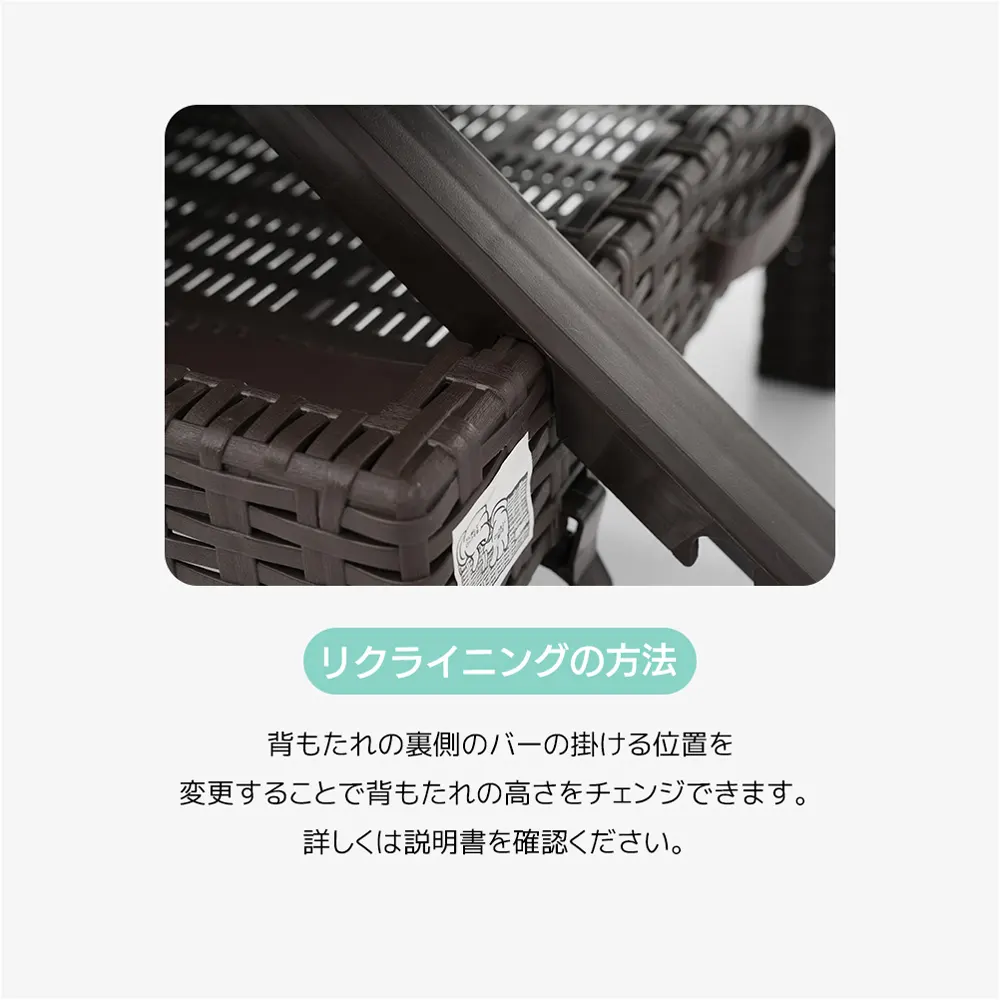 リクライニングの方法
背もたれの裏側のバーの掛ける位置を
変更することで背もたれの高さをチェンジできます。
詳しくは説明書を確認ください。